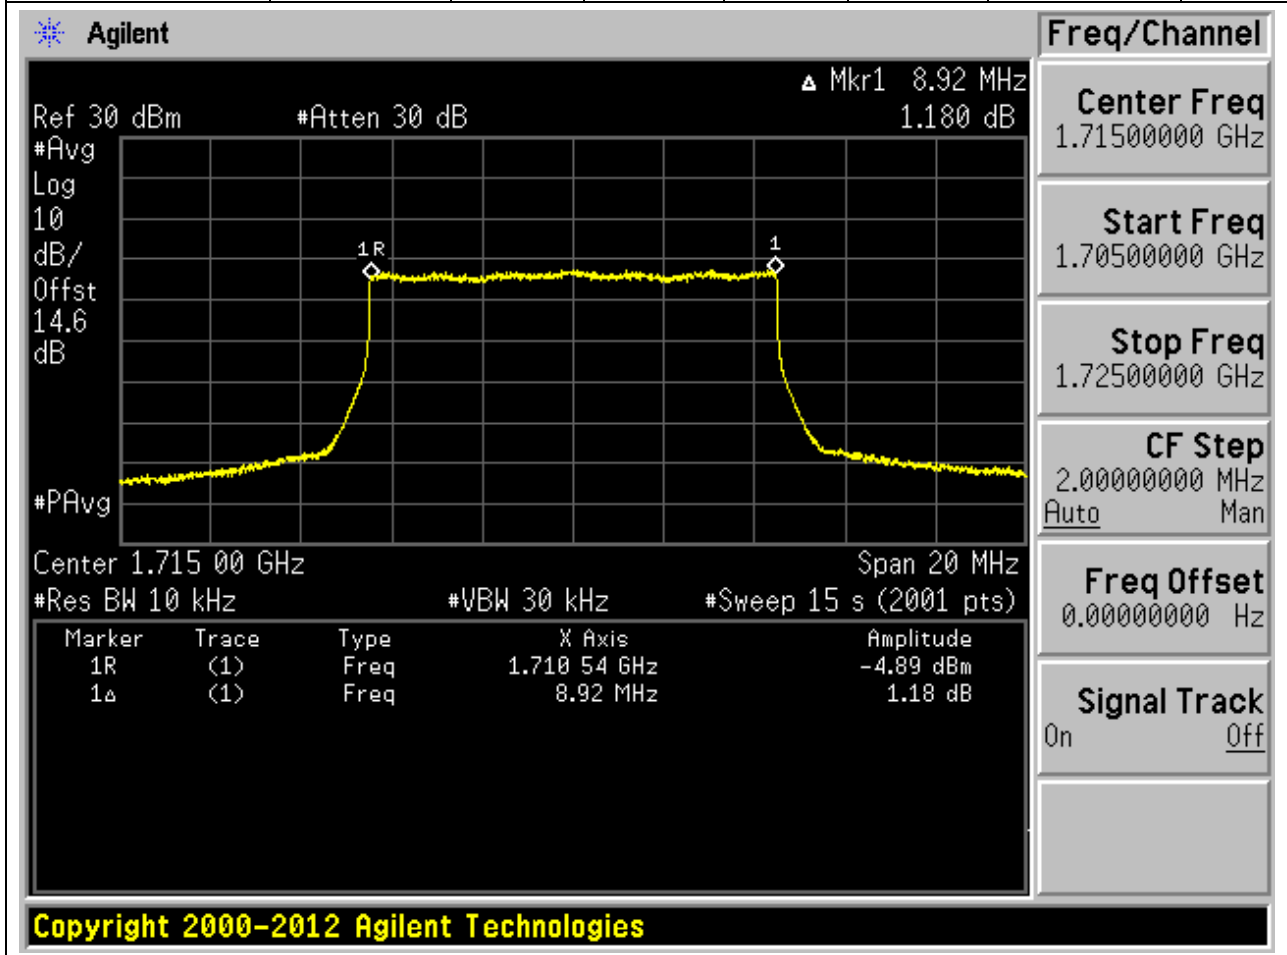 Agilent
Freq/Channel
▵ Mkr1 8.92 MHz
Ref 30 dBm #Atten 30 dB 1.180 dB
#Avg
Log
10
dB/
Offst
14.6
dB
1R
1
#PAvg
Center 1.715 00 GHz Span 20 MHz
#Res BW 10 kHz #VBW 30 kHz #Sweep 15 s (2001 pts)
Marker Trace Type X Axis Amplitude
1R (1) Freq 1.710 54 GHz -4.89 dBm
1▵ (1) Freq 8.92 MHz 1.18 dB
Center Freq
1.71500000 GHz
Start Freq
1.70500000 GHz
Stop Freq
1.72500000 GHz
CF Step
2.00000000 MHz
Auto Man
Freq Offset
0.00000000 Hz
Signal Track
On Off
Copyright 2000-2012 Agilent Technologies